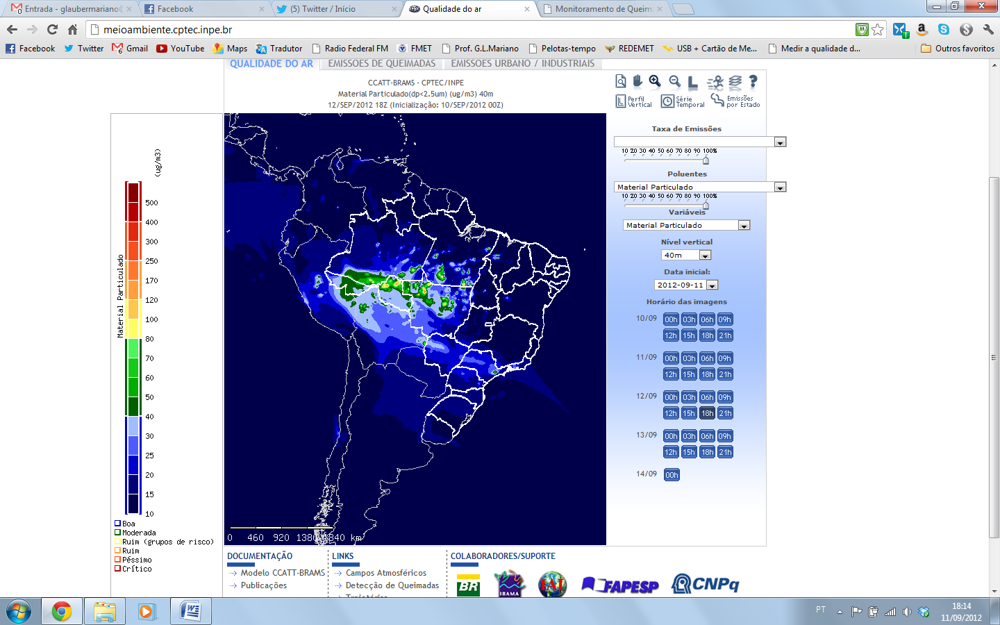 Entrada - glaubermariano@
Facebook
(5) Twitter / Início
Qualidade do ar
Monitoramento de Queim
meioambiente.cptec.inpe.br
Facebook
Twitter
Gmail
YouTube
Maps
Tradutor
Radio Federal FM
FMET
Prof. G.L.Mariano
Pelotas-tempo
REDEMET
USB + Cartão de Me...
Medir a qualidade d...
Outros favoritos
QUALIDADE DO AR
EMISSOES DE QUEIMADAS
EMISSOES URBANO / INDUSTRIAIS
CCATT-BRAMS - CPTEC/INPE
Material Particulado(dp<2.5um) (ug/m3) 40m
12/SEP/2012 18Z (Inicialização: 10/SEP/2012 00Z)
Perfil Vertical
Série Temporal
Emissões por Estado
(ug/m3)
Material Particulado
500
400
300
250
170
120
100
80
70
60
50
40
30
25
20
15
10
Boa
Moderada
Ruim (grupos de risco)
Ruim
Péssimo
Crítico
0 460 920 1380 1840 km
Taxa de Emissões
10 20 30 40 50 60 70 80 90 100%
Poluentes
Material Particulado
10 20 30 40 50 60 70 80 90 100%
Variáveis
Material Particulado
Nível vertical
40m
Data inicial:
2012-09-11
Horário das imagens
10/09 00h 03h 06h 09h
12h 15h 18h 21h
11/09 00h 03h 06h 09h
12h 15h 18h 21h
12/09 00h 03h 06h 09h
12h 15h 18h 21h
13/09 00h 03h 06h 09h
12h 15h 18h 21h
14/09 00h
DOCUMENTAÇÃO
Modelo CCATT-BRAMS
Publicações
LINKS
Campos Atmosféricos
Detecção de Queimadas
COLABORADORES/SUPORTE
BR
IBAMA
IAI
FAPESP
CNPq
PT
18:14
11/09/2012